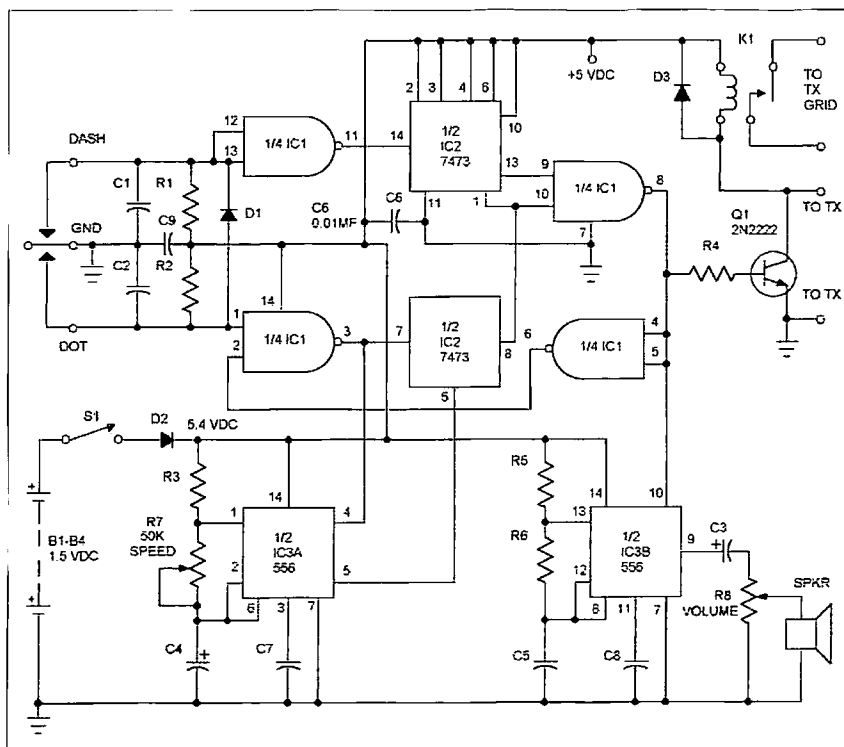 K1
2
3
4
6
+5 VDC
D3
TO
TX
GRID
DASH
12
13
1/4 IC1
11
14
1/2
IC2
7473
10
13
9
1
10
1/4 IC1
8
11
7
C1
R1
C9
D1
C6
0.01MF
C6
TO TX
Q1
2N2222
R4
GND
C2
R2
14
TO TX
DOT
1
2
1/4 IC1
3
7
1/2
IC2
7473
8
5
6
1/4 IC1
4
5
S1
D2
5.4 VDC
R3
14
1
1/2
IC3A
556
4
R7
50K
SPEED
2
5
6
3
7
B1-B4
1.5 VDC
C4
C7
R5
14
10
13
1/2
IC3B
556
9
R6
12
8
11
7
C3
R8
VOLUME
SPKR
C5
C8